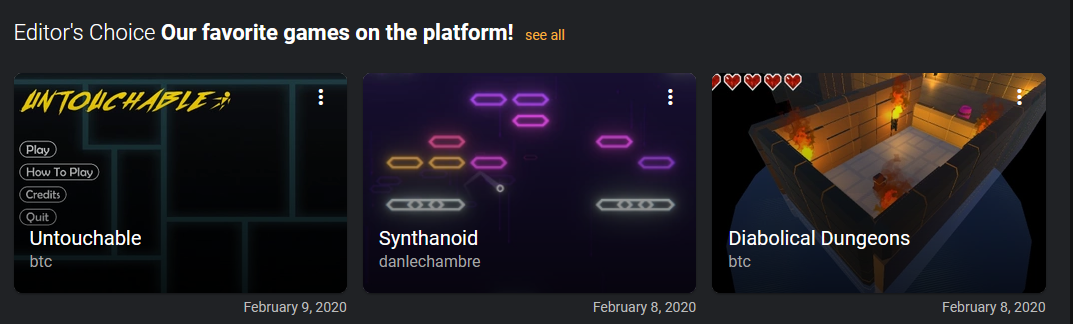 Editor's Choice Our favorite games on the platform! see all
UNTOUCHABLE
Play
How To Play
Credits
Quit
Untouchable
btc
February 9, 2020
Synthanoid
danlechambre
February 8, 2020
Diabolical Dungeons
btc
February 8, 2020